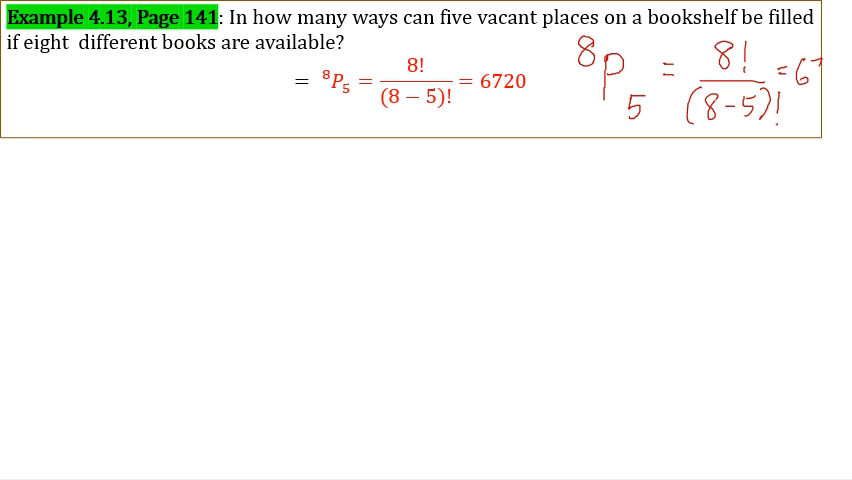 Example 4.13, Page 141: In how many ways can five vacant places on a bookshelf be filled
if eight different books are available?
= ⁸P₅ = 8!/(8 − 5)! = 6720
⁸P₅ = 8!/(8-5)! = 67